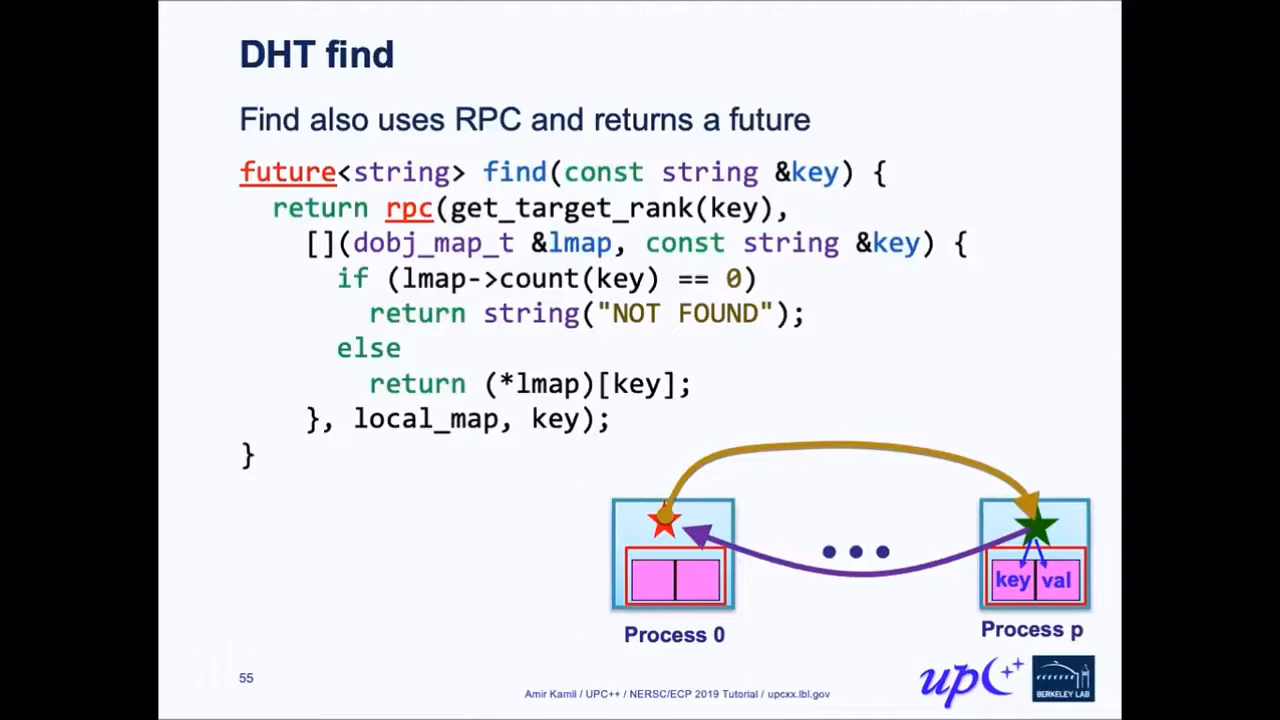 DHT find
Find also uses RPC and returns a future
future<string> find(const string &key) {
  return rpc(get_target_rank(key),
    [](dobj_map_t &lmap, const string &key) {
      if (lmap->count(key) == 0)
        return string("NOT FOUND");
      else
        return (*lmap)[key];
    }, local_map, key);
}
key val
Process 0
Process p
55
Amir Kamil / UPC++ / NERSC/ECP 2019 Tutorial / upcxx.lbl.gov
upC++
BERKELEY LAB